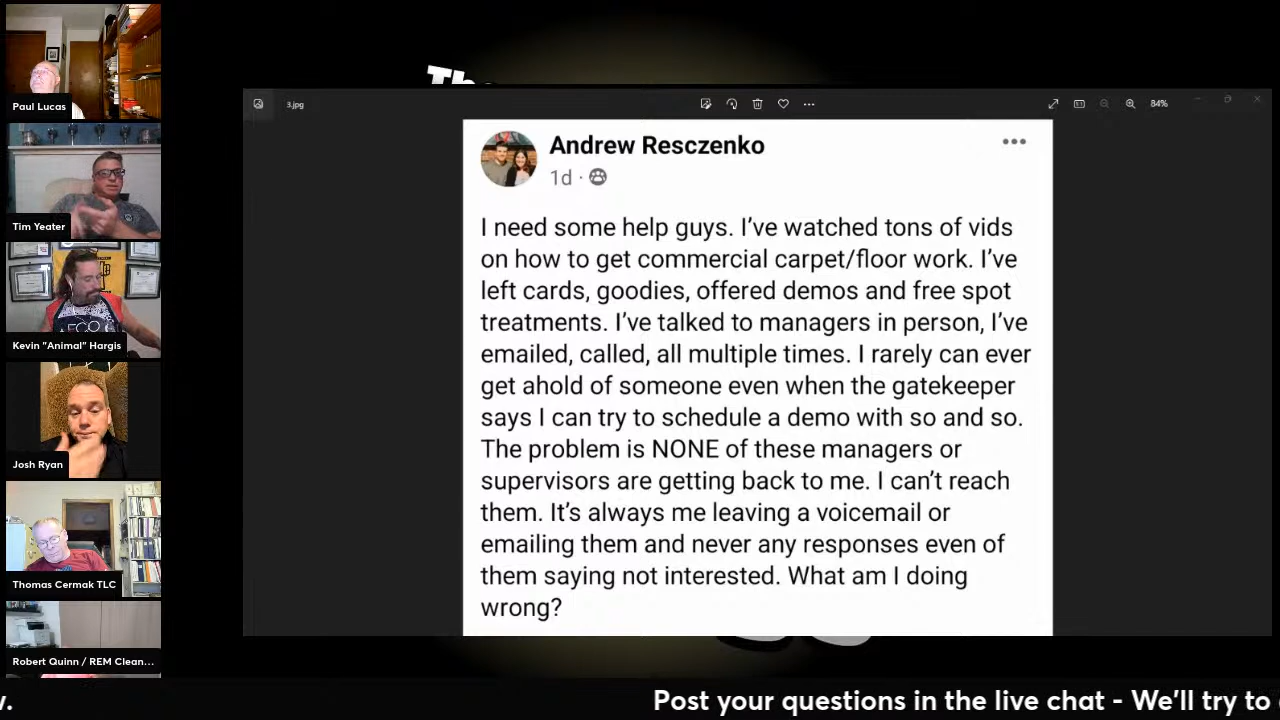 Paul Lucas
Tim Yeater
Kevin "Animal" Hargis
Josh Ryan
Thomas Cermak TLC
Robert Quinn / REM Clean...
3.jpg
84%
Andrew Resczenko
1d ·
I need some help guys. I've watched tons of vids
on how to get commercial carpet/floor work. I've
left cards, goodies, offered demos and free spot
treatments. I've talked to managers in person, I've
emailed, called, all multiple times. I rarely can ever
get ahold of someone even when the gatekeeper
says I can try to schedule a demo with so and so.
The problem is NONE of these managers or
supervisors are getting back to me. I can't reach
them. It's always me leaving a voicemail or
emailing them and never any responses even of
them saying not interested. What am I doing
wrong?
w.
Post your questions in the live chat - We'll try to